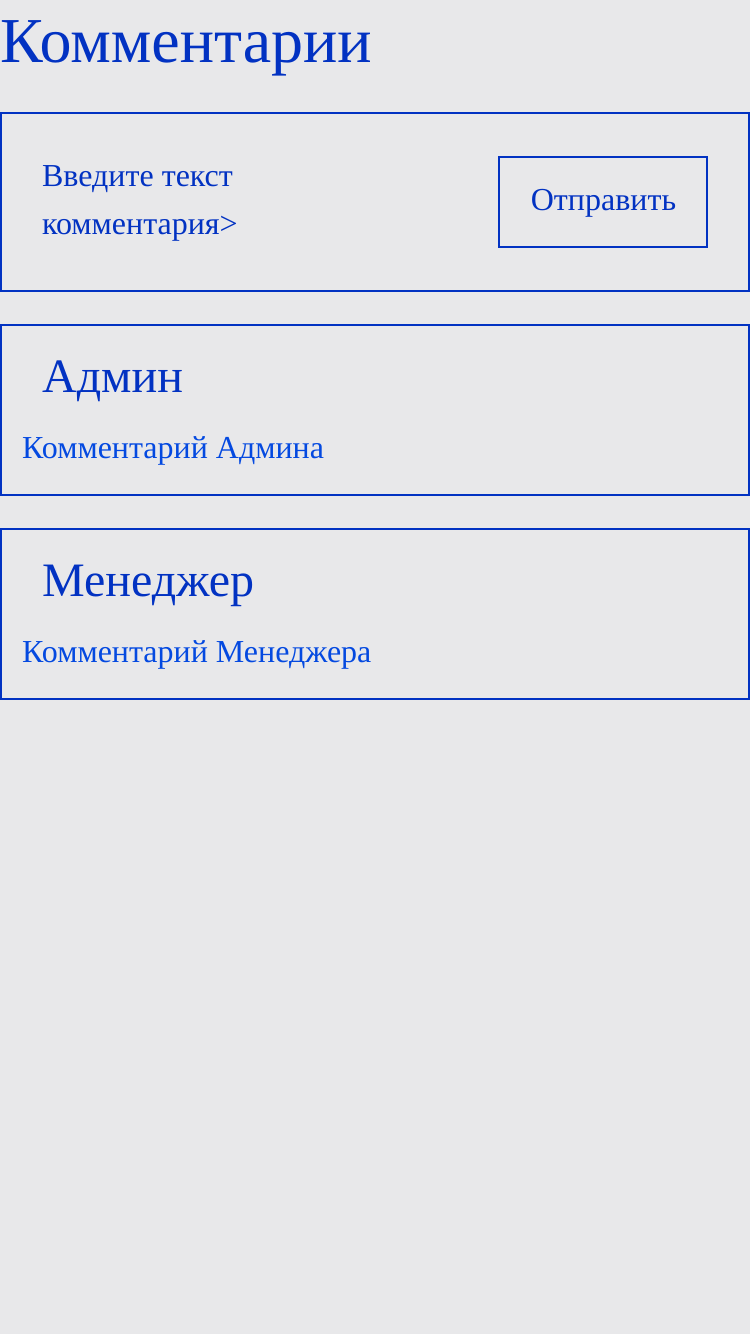 Комментарии
Введите текст
комментария>
Отправить
Админ
Комментарий Админа
Менеджер
Комментарий Менеджера